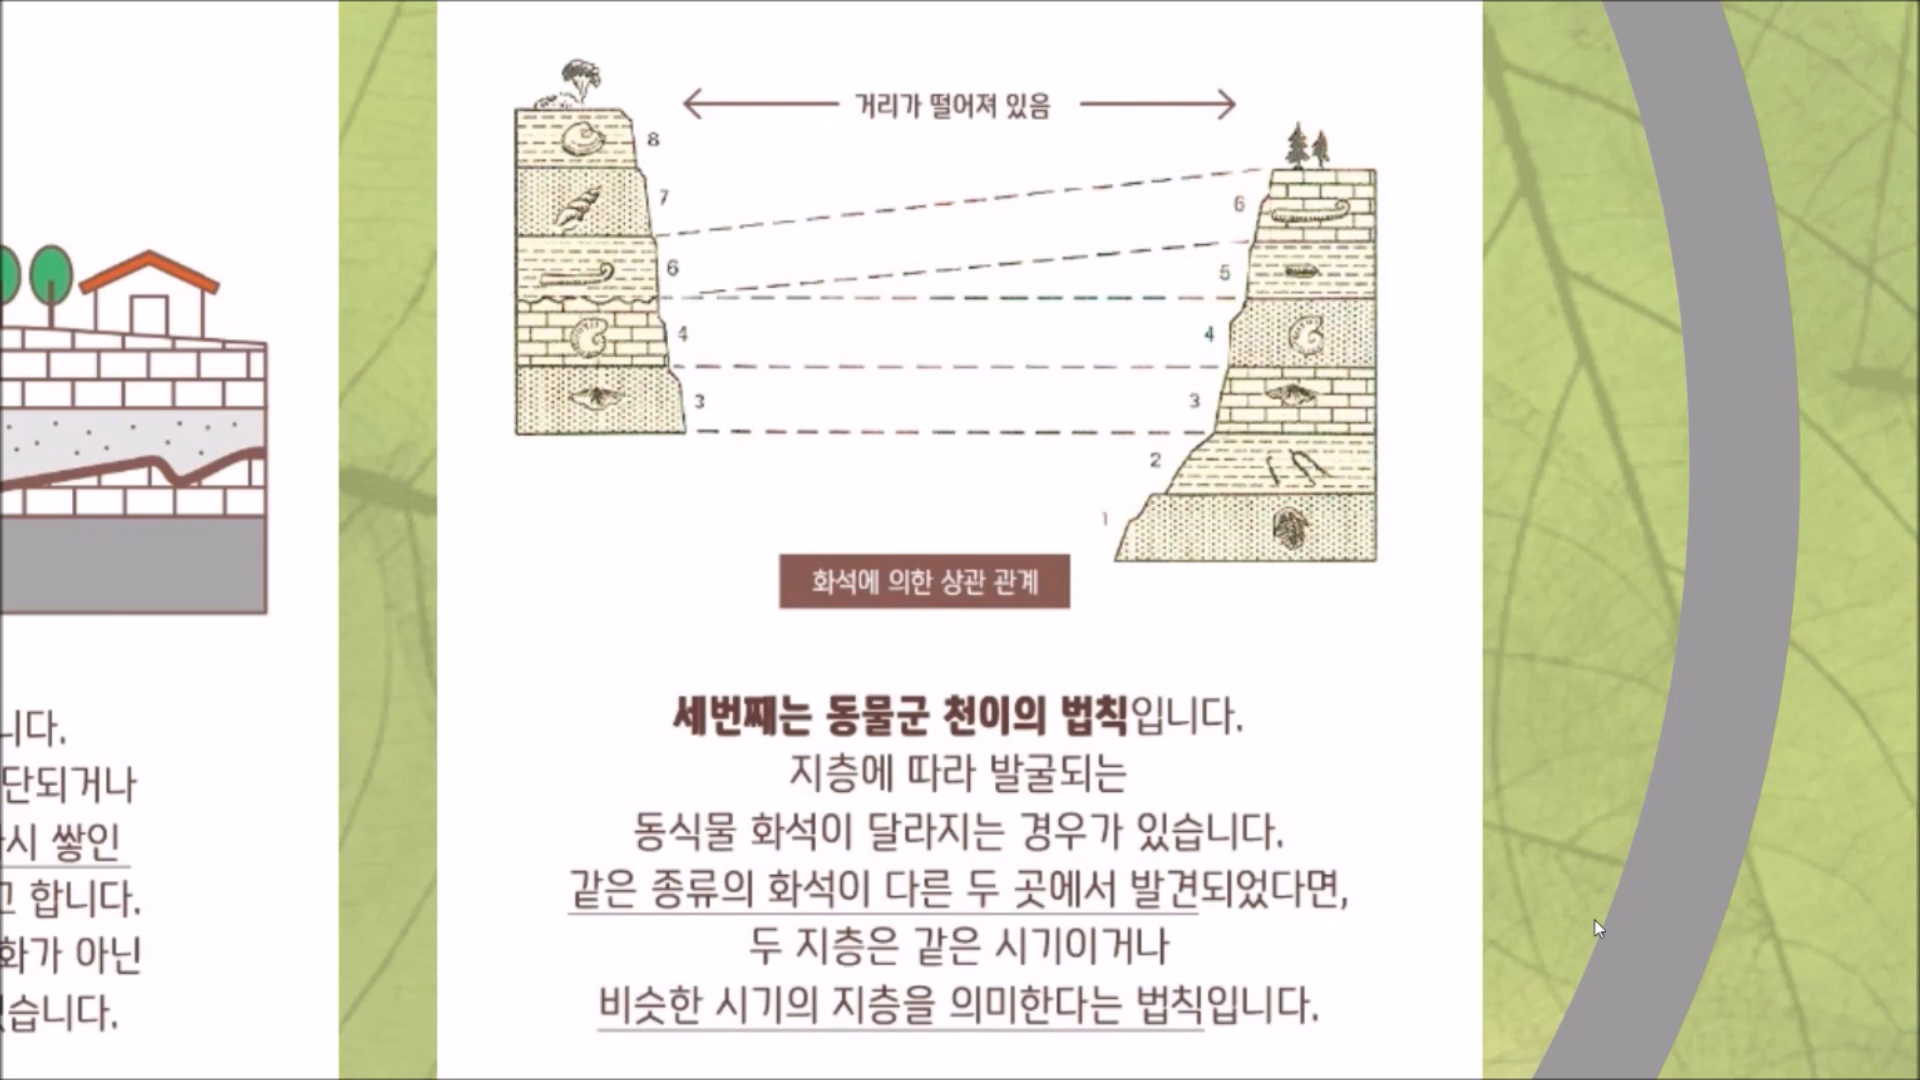 거리가 떨어져 있음
8
7
6
4
3
6
5
4
3
2
1
화석에 의한 상관 관계
세번째는 동물군 천이의 법칙입니다.
지층에 따라 발굴되는
동식물 화석이 달라지는 경우가 있습니다.
같은 종류의 화석이 다른 두 곳에서 발견되었다면,
두 지층은 같은 시기이거나
비슷한 시기의 지층을 의미한다는 법칙입니다.
니다.
단되거나
시 쌓인
고 합니다.
화가 아닌
습니다.